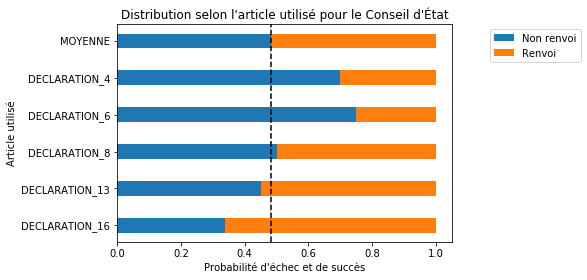 Distribution selon l'article utilisé pour le Conseil d'État
Non renvoi
Renvoi
Article utilisé
MOYENNE
DECLARATION_4
DECLARATION_6
DECLARATION_8
DECLARATION_13
DECLARATION_16
0.0 0.2 0.4 0.6 0.8 1.0
Probabilité d'échec et de succès